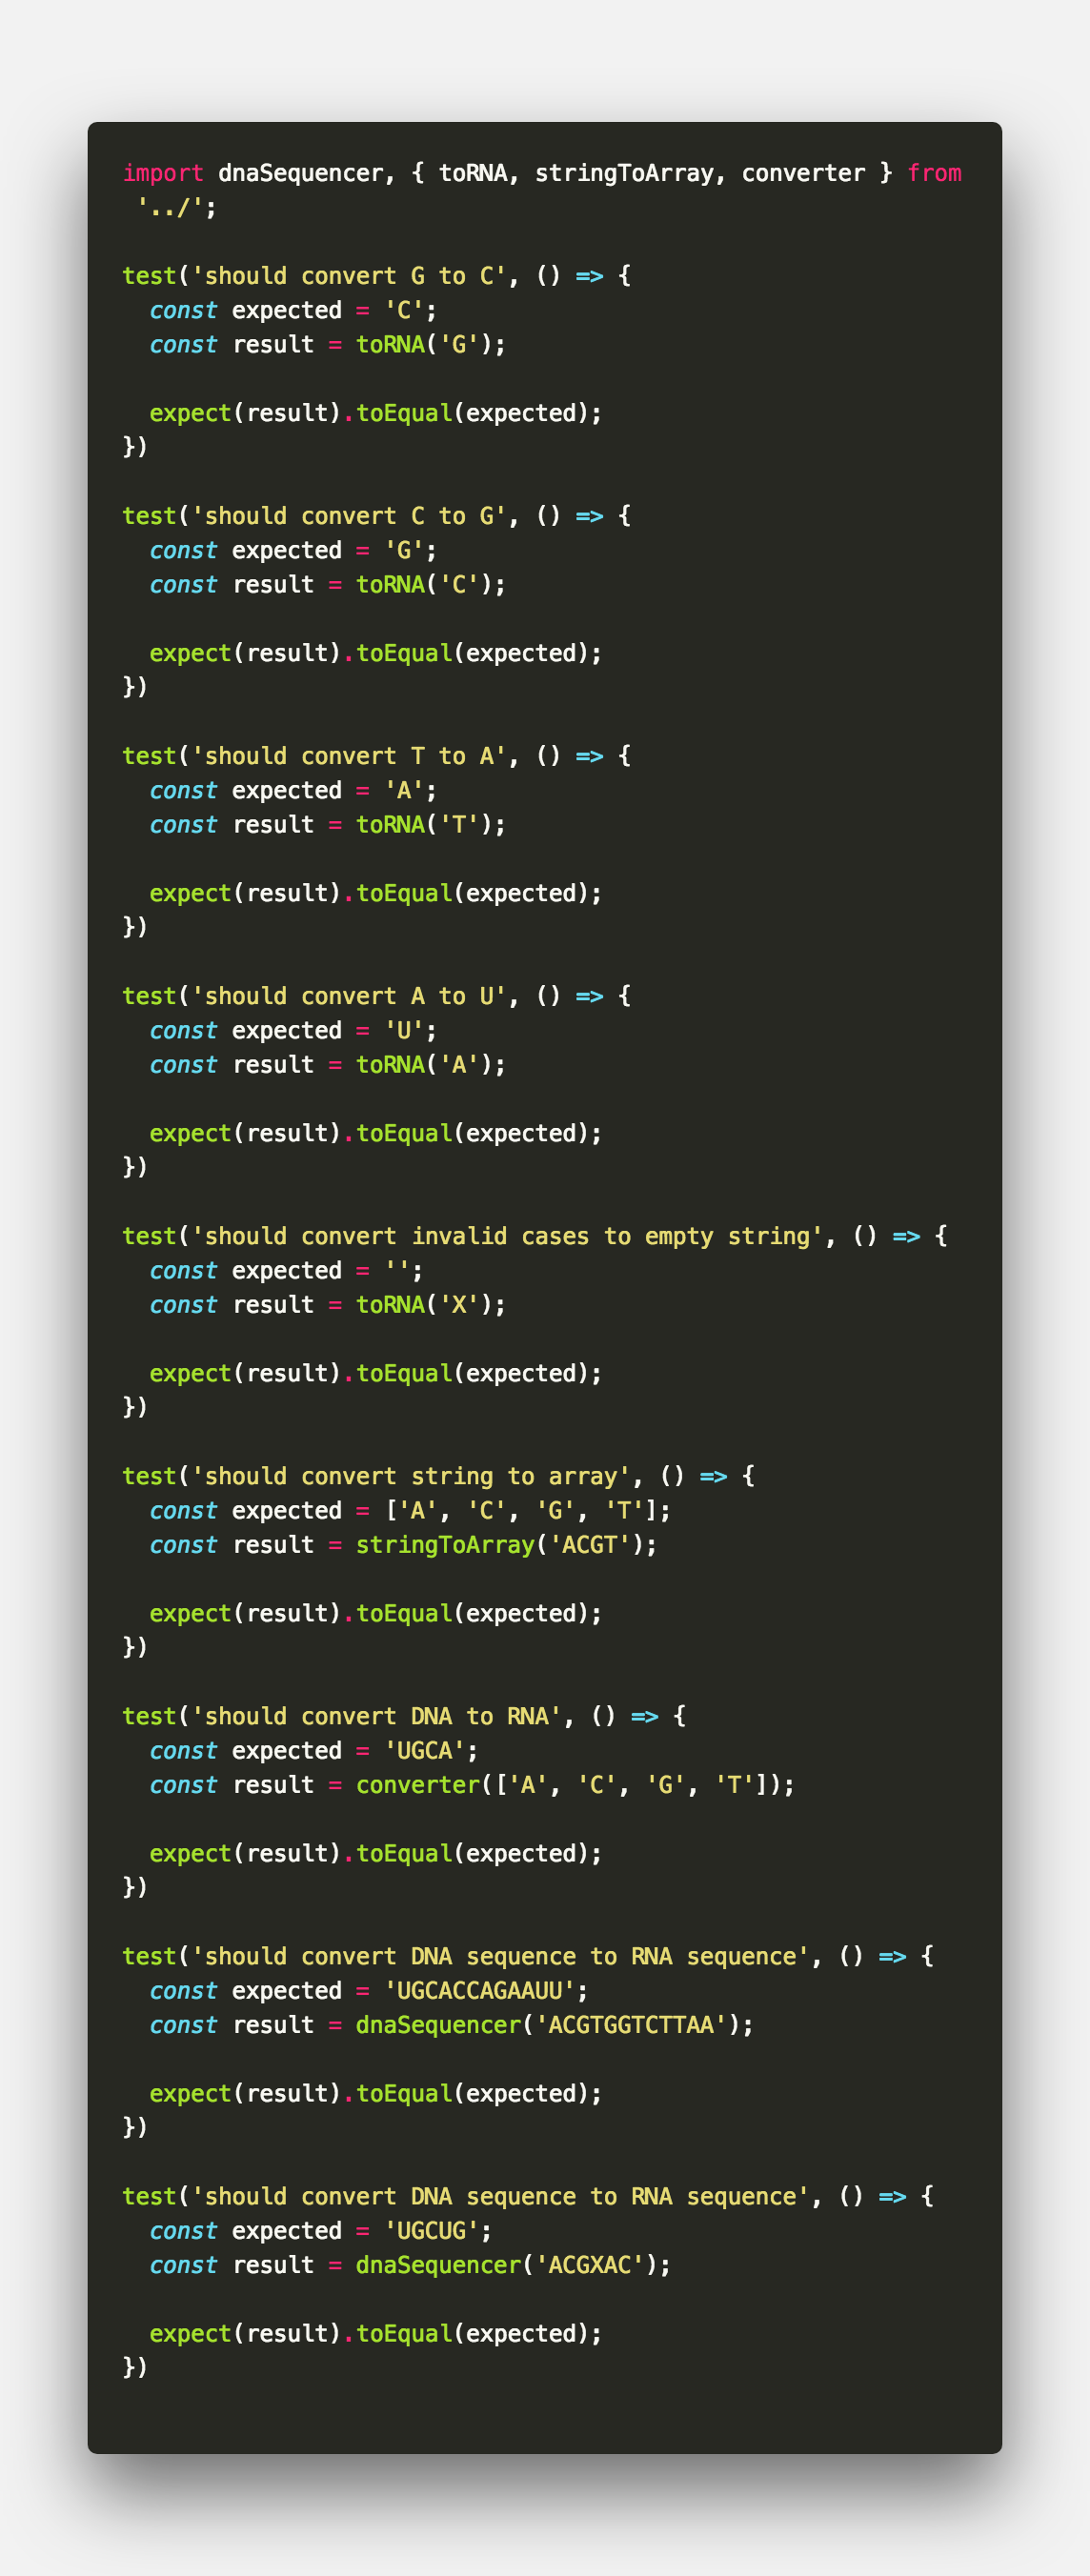 import dnaSequencer, { toRNA, stringToArray, converter } from
 '../';

test('should convert G to C', () => {
  const expected = 'C';
  const result = toRNA('G');

  expect(result).toEqual(expected);
})

test('should convert C to G', () => {
  const expected = 'G';
  const result = toRNA('C');

  expect(result).toEqual(expected);
})

test('should convert T to A', () => {
  const expected = 'A';
  const result = toRNA('T');

  expect(result).toEqual(expected);
})

test('should convert A to U', () => {
  const expected = 'U';
  const result = toRNA('A');

  expect(result).toEqual(expected);
})

test('should convert invalid cases to empty string', () => {
  const expected = '';
  const result = toRNA('X');

  expect(result).toEqual(expected);
})

test('should convert string to array', () => {
  const expected = ['A', 'C', 'G', 'T'];
  const result = stringToArray('ACGT');

  expect(result).toEqual(expected);
})

test('should convert DNA to RNA', () => {
  const expected = 'UGCA';
  const result = converter(['A', 'C', 'G', 'T']);

  expect(result).toEqual(expected);
})

test('should convert DNA sequence to RNA sequence', () => {
  const expected = 'UGCACCAGAAUU';
  const result = dnaSequencer('ACGTGGTCTTAA');

  expect(result).toEqual(expected);
})

test('should convert DNA sequence to RNA sequence', () => {
  const expected = 'UGCUG';
  const result = dnaSequencer('ACGXAC');

  expect(result).toEqual(expected);
})